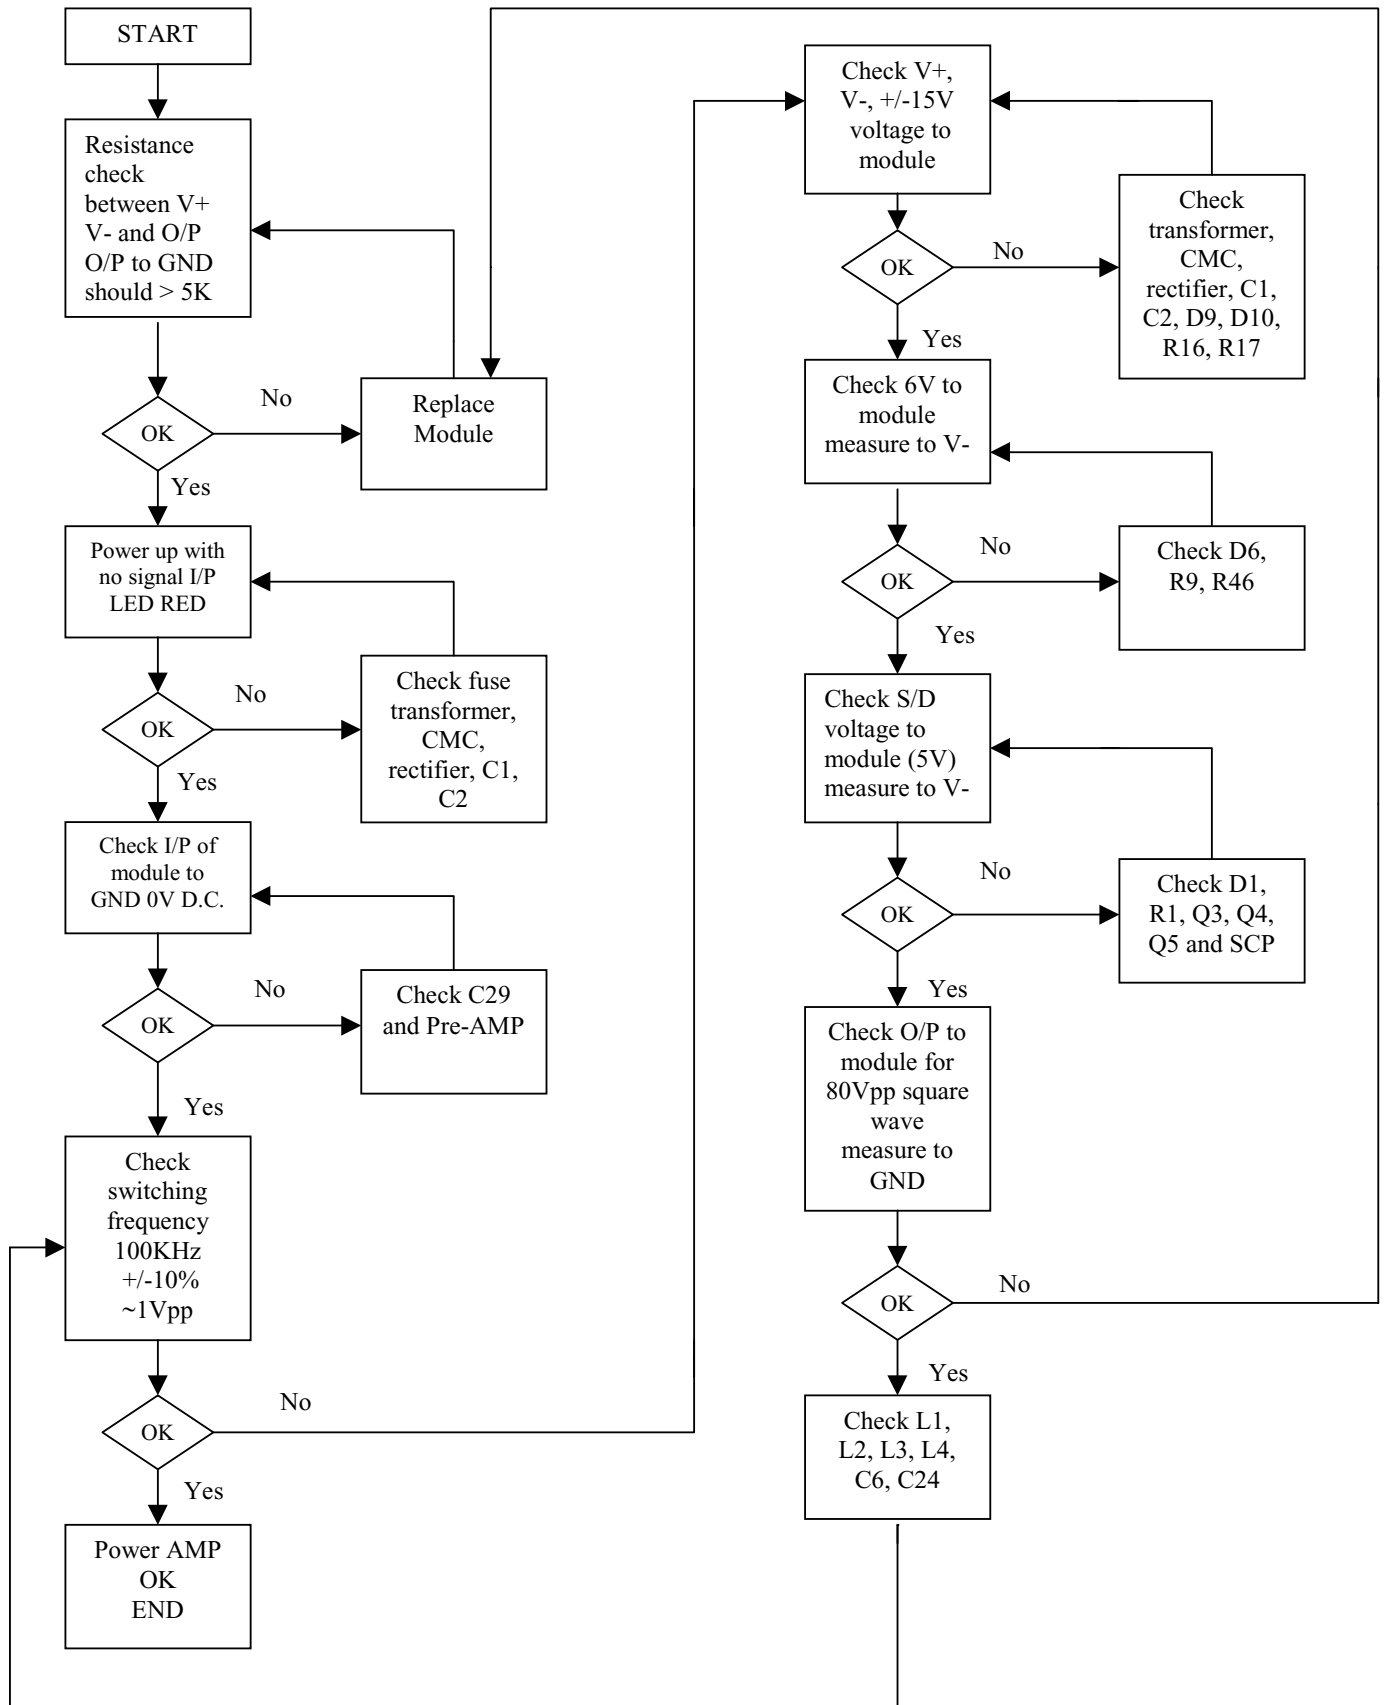 START
Resistance
check
between V+
V- and O/P
O/P to GND
should > 5K
OK
No
Replace
Module
Yes
Power up with
no signal I/P
LED RED
OK
No
Check fuse
transformer,
CMC,
rectifier, C1,
C2
Yes
Check I/P of
module to
GND 0V D.C.
OK
No
Check C29
and Pre-AMP
Yes
Check
switching
frequency
100KHz
+/-10%
~1Vpp
OK
No
Yes
Power AMP
OK
END
Check V+,
V-, +/-15V
voltage to
module
OK
No
Check
transformer,
CMC,
rectifier, C1,
C2, D9, D10,
R16, R17
Yes
Check 6V to
module
measure to V-
OK
No
Check D6,
R9, R46
Yes
Check S/D
voltage to
module (5V)
measure to V-
OK
No
Check D1,
R1, Q3, Q4,
Q5 and SCP
Yes
Check O/P to
module for
80Vpp square
wave
measure to
GND
OK
No
Yes
Check L1,
L2, L3, L4,
C6, C24